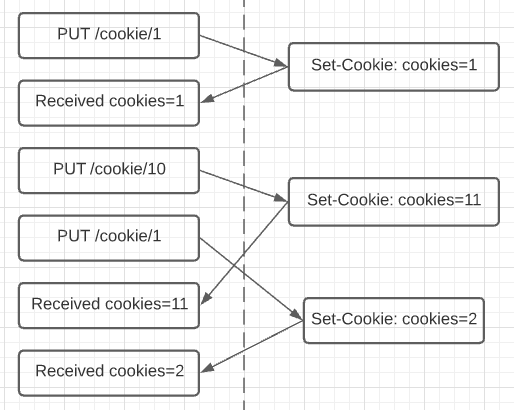 PUT /cookie/1
Set-Cookie: cookies=1
Received cookies=1
PUT /cookie/10
Set-Cookie: cookies=11
PUT /cookie/1
Received cookies=11
Set-Cookie: cookies=2
Received cookies=2